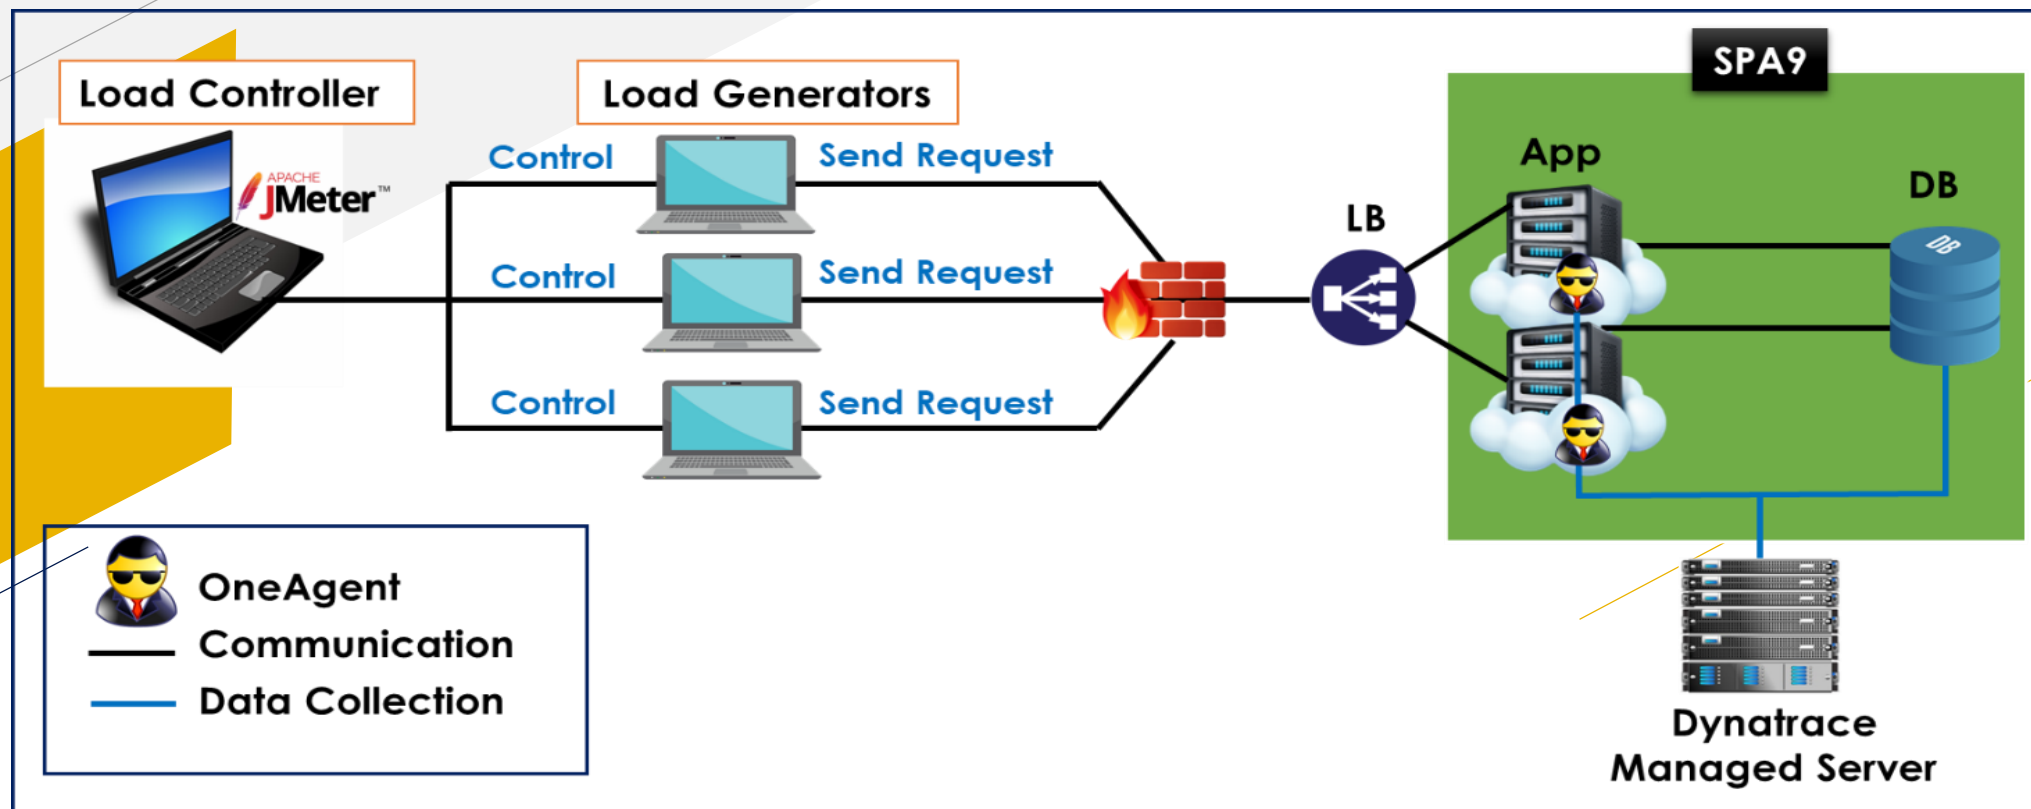 SPA9
Load Controller
Load Generators
APACHE
JMeter™
Control
Send Request
Control
Send Request
Control
Send Request
LB
App
DB
DB
OneAgent
Communication
Data Collection
Dynatrace
Managed Server